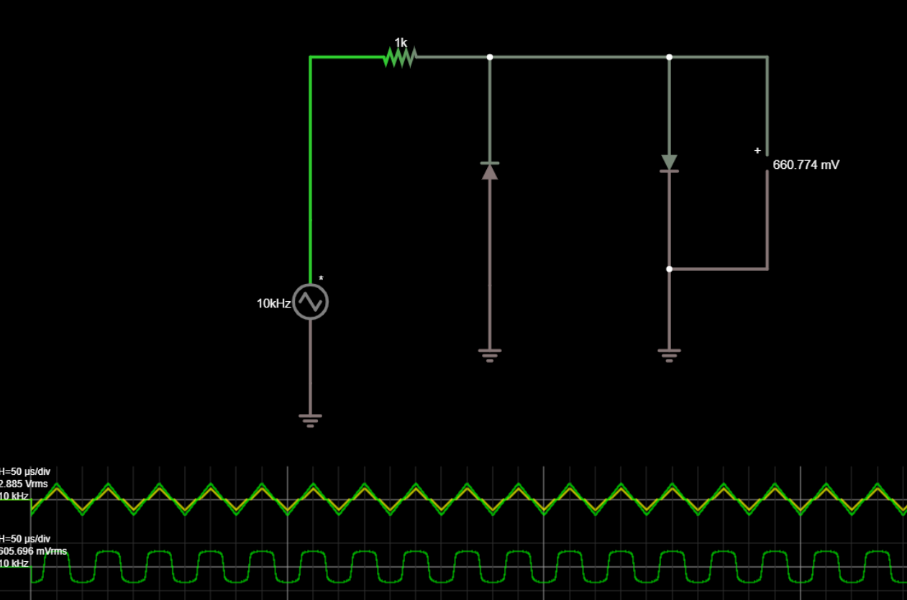 1k
+
660.774 mV
*
10kHz
H=50 µs/div
2.885 Vrms
10 kHz
H=50 µs/div
605.696 mVrms
10 kHz